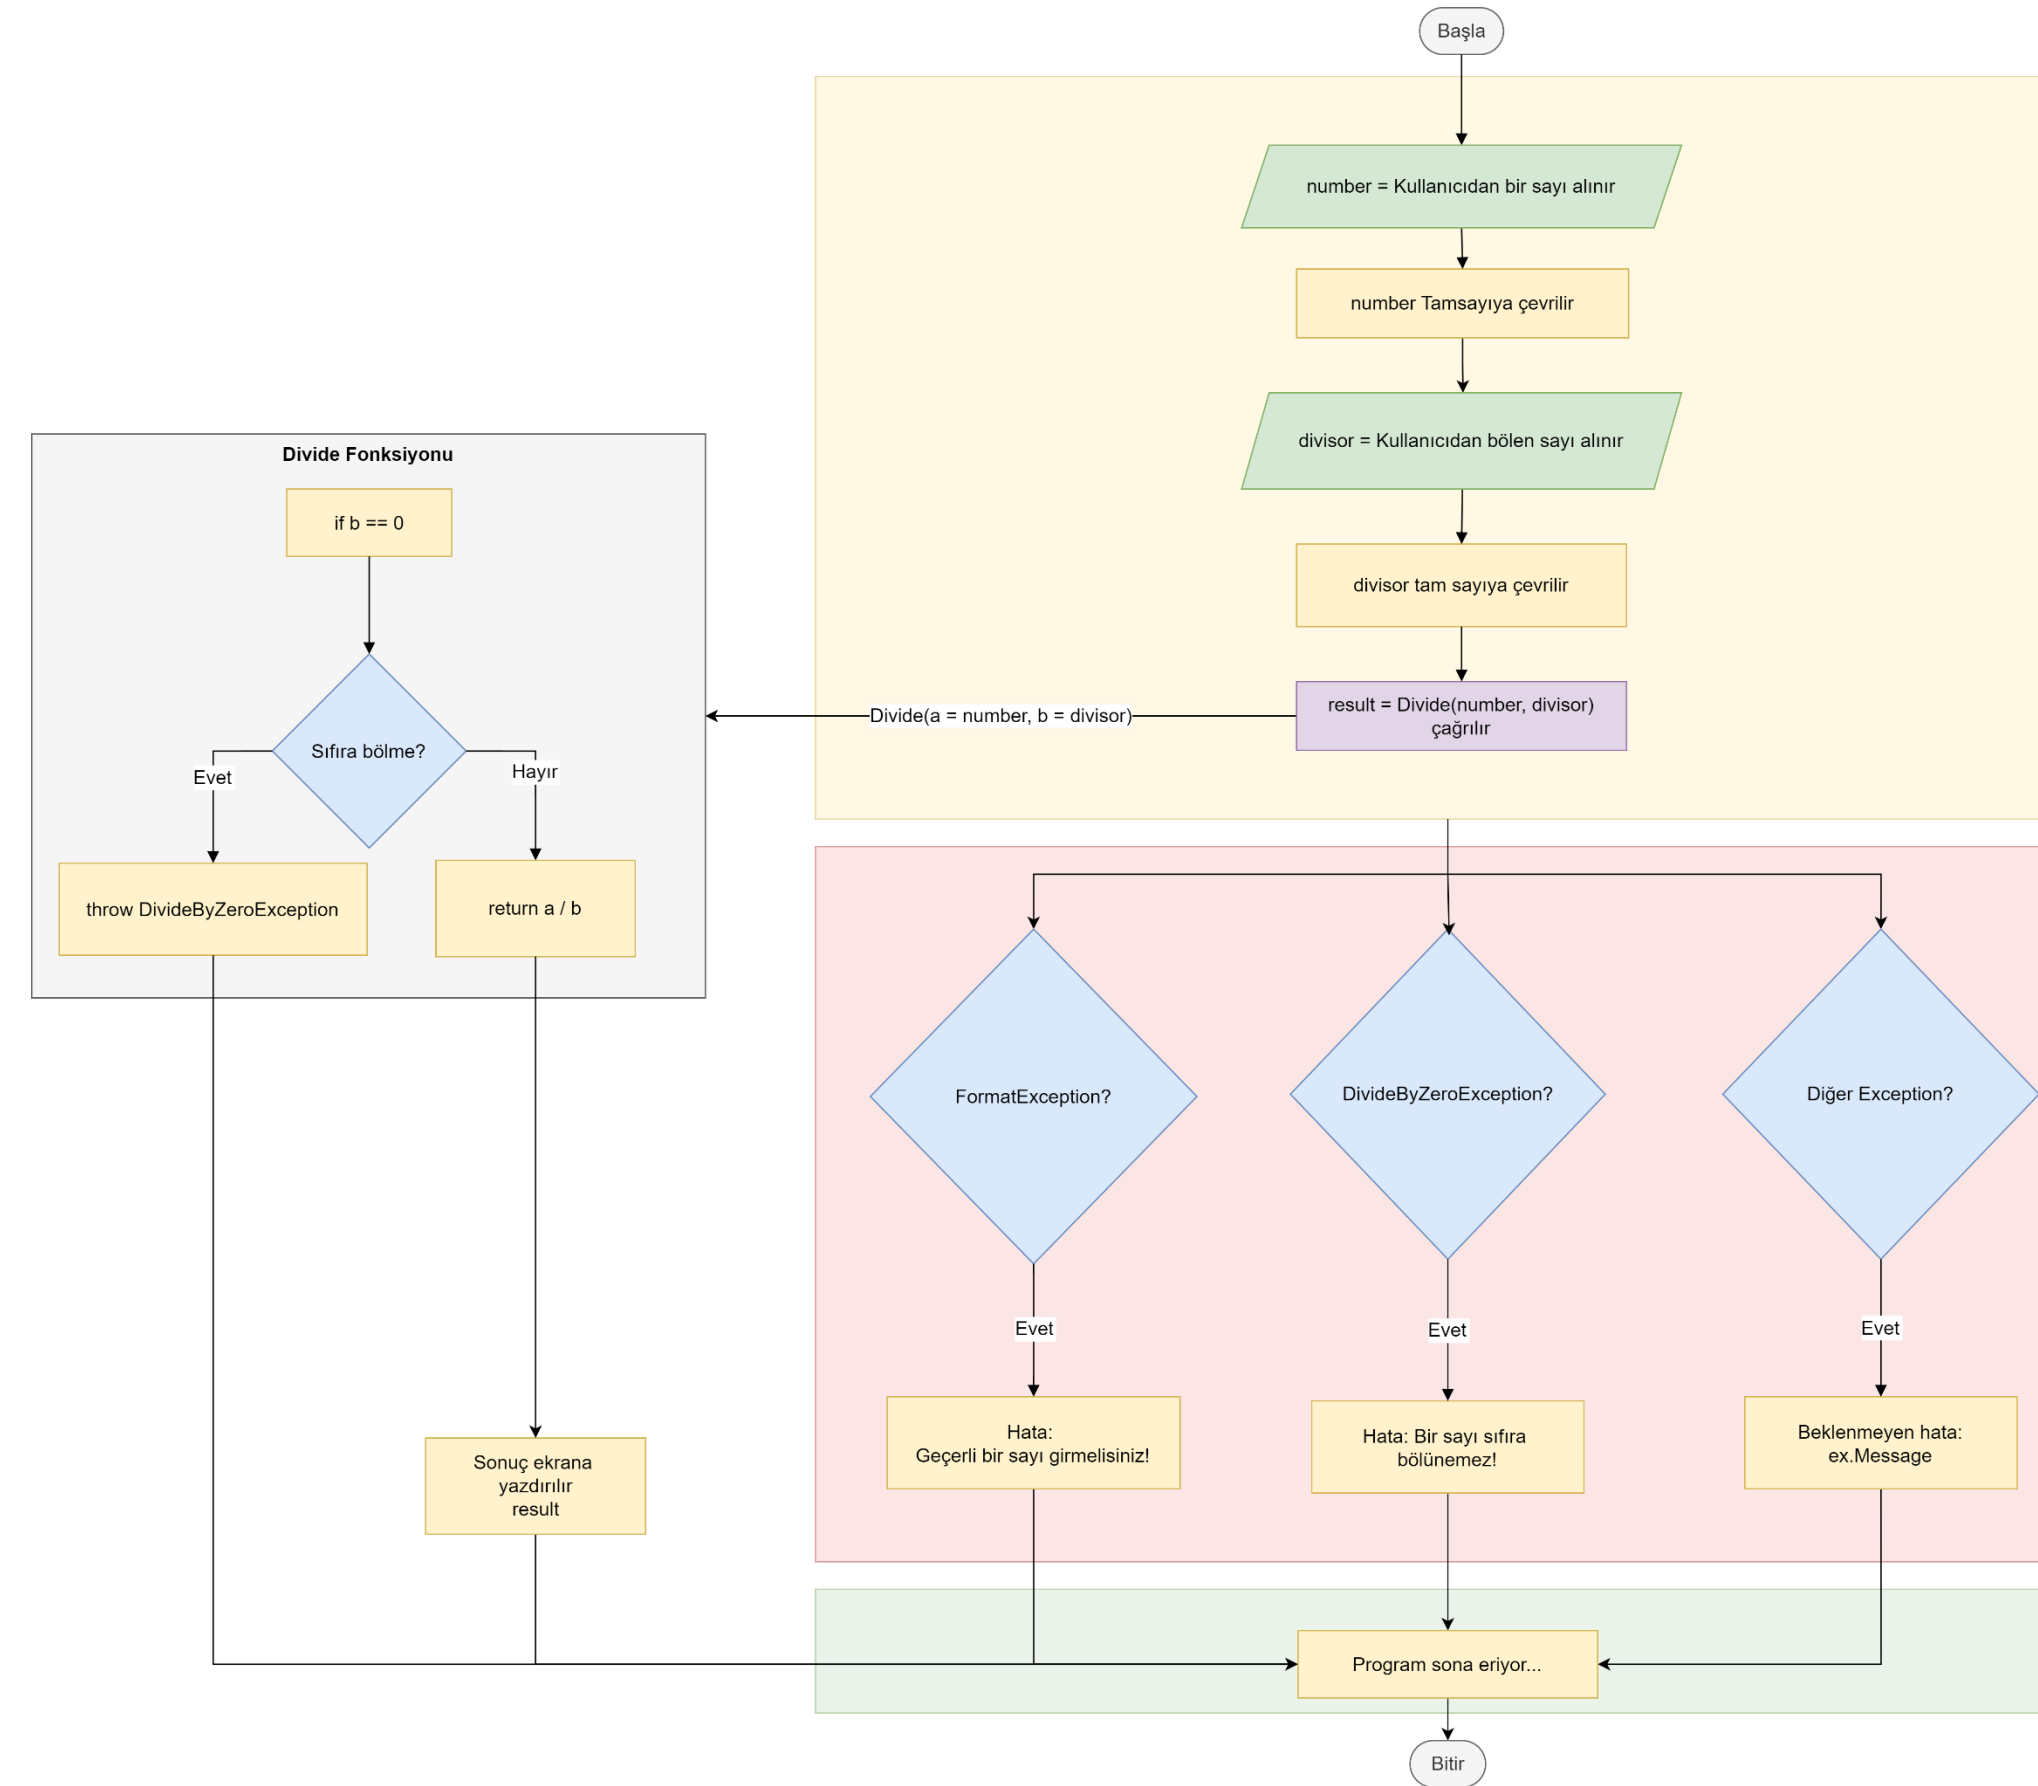 Başla
number = Kullanıcıdan bir sayı alınır
number Tamsayıya çevrilir
divisor = Kullanıcıdan bölen sayı alınır
divisor tam sayıya çevrilir
result = Divide(number, divisor)
çağrılır
Divide(a = number, b = divisor)
Divide Fonksiyonu
if b == 0
Sıfıra bölme?
Evet
Hayır
throw DivideByZeroException
return a / b
FormatException?
DivideByZeroException?
Diğer Exception?
Evet
Evet
Evet
Hata:
Geçerli bir sayı girmelisiniz!
Hata: Bir sayı sıfıra
bölünemez!
Beklenmeyen hata:
ex.Message
Sonuç ekrana
yazdırılır
result
Program sona eriyor...
Bitir